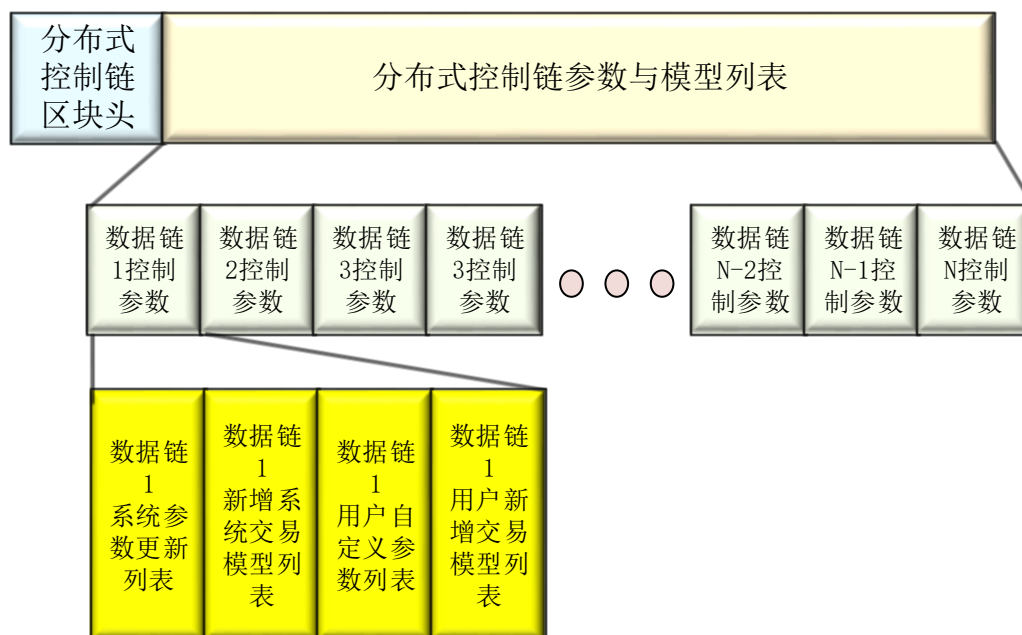 分布式
控制链
区块头
分布式控制链参数与模型列表
数据链
1控制
参数
数据链
2控制
参数
数据链
3控制
参数
数据链
3控制
参数
数据链
N-2控
制参数
数据链
N-1控
制参数
数据链
N控制
参数
数据链
1
系统参
数更新
列表
数据链
1
新增系
统交易
模型列
表
数据链
1
用户自
定义参
数列表
数据链
1
用户新
增交易
模型列
表